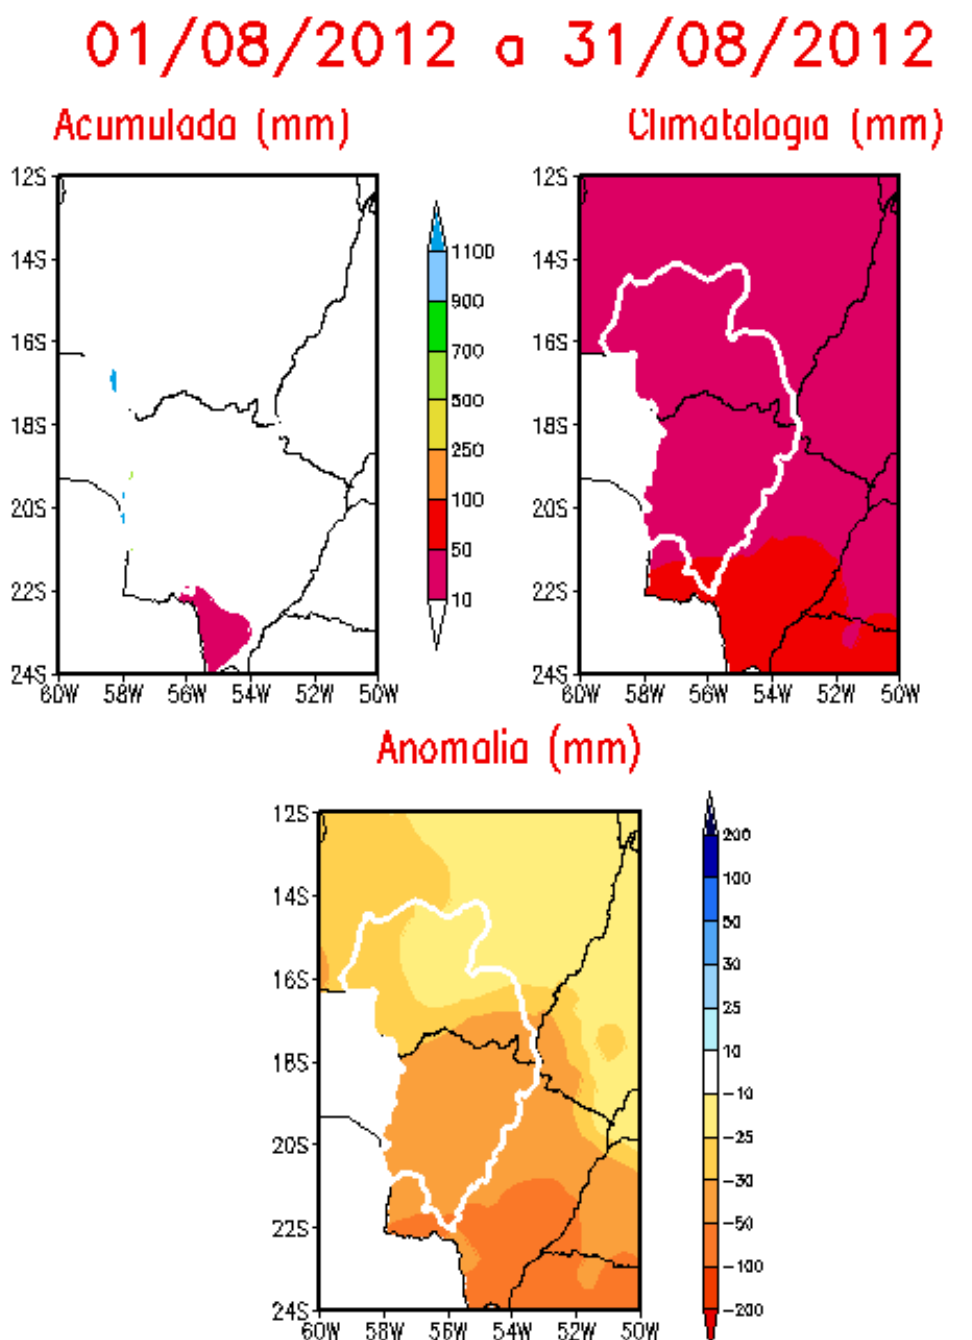 01/08/2012 a 31/08/2012
Acumulada (mm)
Climatologia (mm)
12S
14S
16S
18S
20S
22S
24S
60W 58W 56W 54W 52W 50W
1100
900
700
500
250
100
50
10
12S
14S
16S
18S
20S
22S
24S
60W 58W 56W 54W 52W 50W
Anomalia (mm)
12S
14S
16S
18S
20S
22S
24S
60W 58W 56W 54W 52W 50W
200
100
50
30
25
10
-10
-25
-30
-50
-100
-200